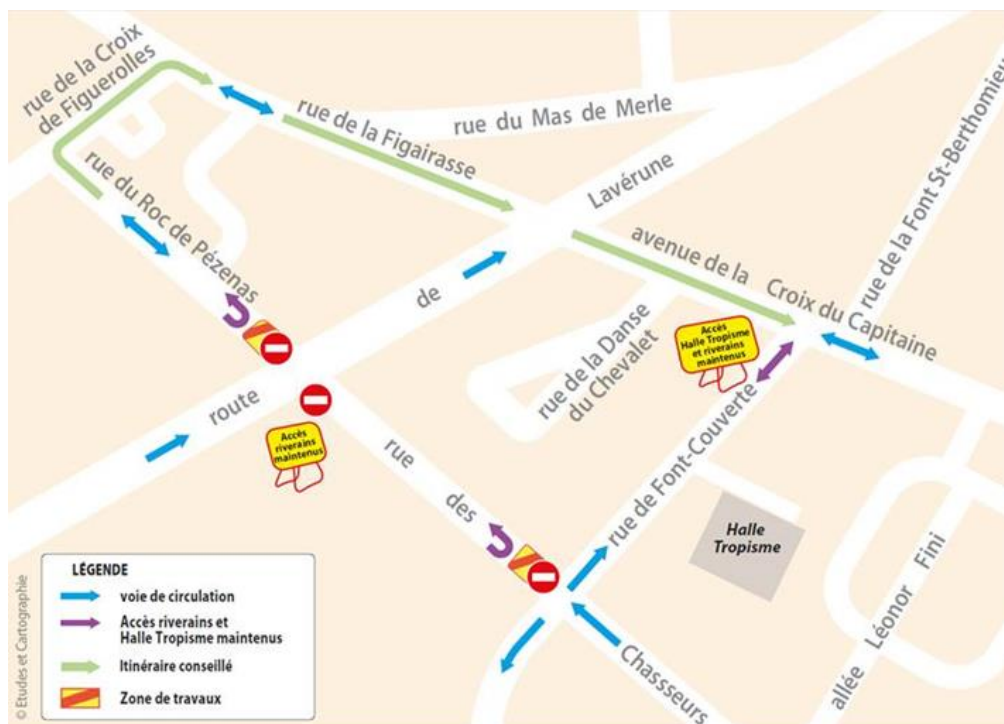 rue de la Croix
de Figuerolles
rue de la Figairasse
rue du Mas de Merle
rue du Roc de Pézenas
route de Lavérune
avenue de la Croix du Capitaine
rue de la Font St-Berthomieu
rue de la Danse
du Chevalet
Accès
Halle Tropisme
et riverains
maintenus
Accès
riverains
maintenus
rue des Chassseurs
rue de Font-Couverte
Halle
Tropisme
allée Léonor Fini
LÉGENDE
voie de circulation
Accès riverains et
Halle Tropisme maintenus
Itinéraire conseillé
Zone de travaux
© Etudes et Cartographie